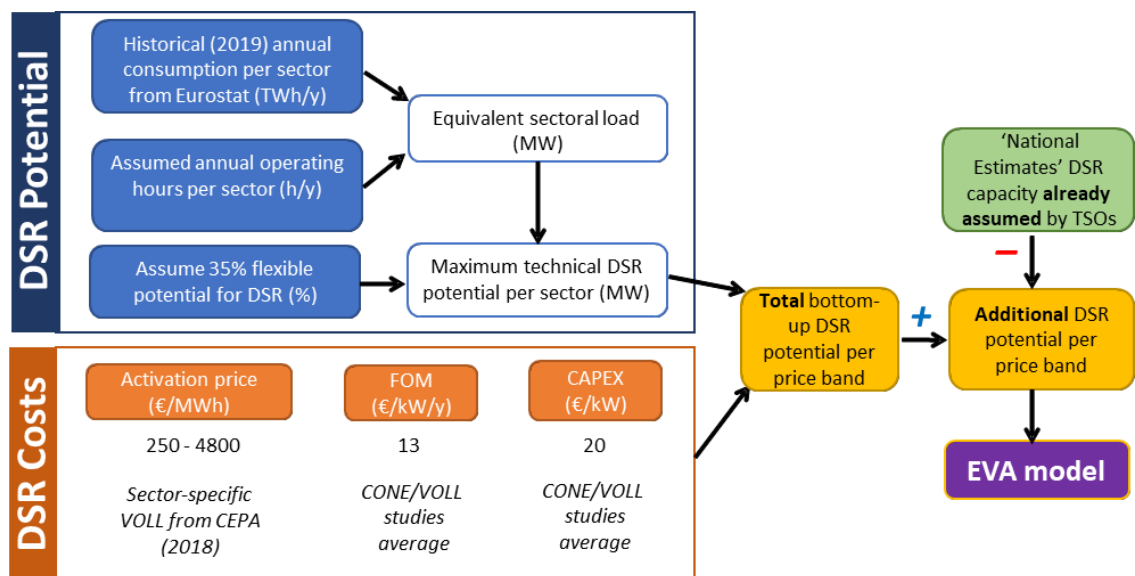 DSR Potential
Historical (2019) annual
consumption per sector
from Eurostat (TWh/y)
Assumed annual operating
hours per sector (h/y)
Assume 35% flexible
potential for DSR (%)
Equivalent sectoral load
(MW)
Maximum technical DSR
potential per sector (MW)
DSR Costs
Activation price
(€/MWh)
250 - 4800
Sector-specific
VOLL from CEPA
(2018)
FOM
(€/kW/y)
13
CONE/VOLL
studies
average
CAPEX
(€/kW)
20
CONE/VOLL
studies
average
Total bottom-
up DSR
potential per
price band
+
‘National
Estimates’ DSR
capacity already
assumed by TSOs
−
Additional DSR
potential per
price band
EVA model